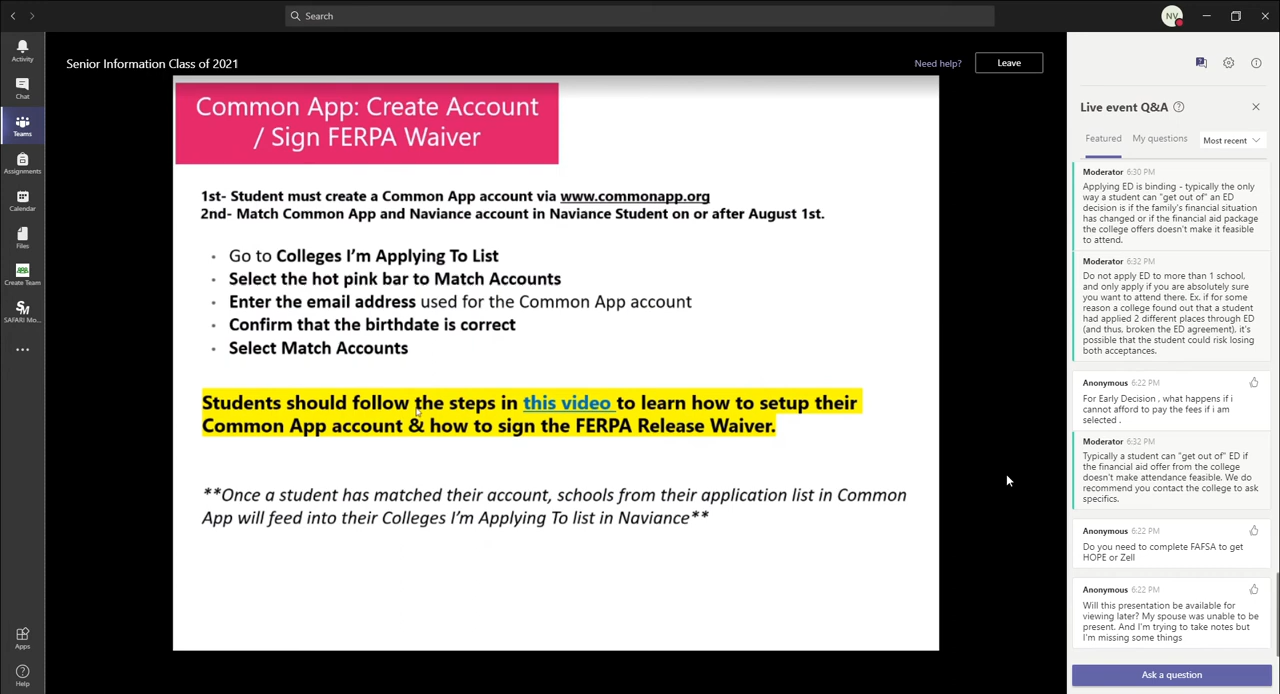 Search
NV
Activity
Chat
Teams
Assignments
Calendar
Files
Create Team
SAFARI Mo...
Apps
Help
Senior Information Class of 2021
Need help?
Leave
Common App: Create Account
/ Sign FERPA Waiver
1st- Student must create a Common App account via www.commonapp.org
2nd- Match Common App and Naviance account in Naviance Student on or after August 1st.
• Go to Colleges I'm Applying To List
• Select the hot pink bar to Match Accounts
• Enter the email address used for the Common App account
• Confirm that the birthdate is correct
• Select Match Accounts
Students should follow the steps in this video to learn how to setup their
Common App account & how to sign the FERPA Release Waiver.
**Once a student has matched their account, schools from their application list in Common
App will feed into their Colleges I'm Applying To list in Naviance**
Live event Q&A
Featured
My questions
Most recent
Moderator 6:30 PM
Applying ED is binding - typically the only
way a student can "get out of" an ED
decision is if the family's financial situation
has changed or if the financial aid package
the college offers doesn't make it feasible
to attend.
Moderator 6:32 PM
Do not apply ED to more than 1 school,
and only apply if you are absolutely sure
you want to attend there. Ex. if for some
reason a college found out that a student
had applied 2 different places through ED
(and thus, broken the ED agreement), it's
possible that the student could risk losing
both acceptances.
Anonymous 6:22 PM
For Early Decision , what happens if i
cannot afford to pay the fees if i am
selected .
Moderator 6:32 PM
Typically a student can "get out of" ED if
the financial aid offer from the college
doesn't make attendance feasible. We do
recommend you contact the college to ask
specifics.
Anonymous 6:22 PM
Do you need to complete FAFSA to get
HOPE or Zell
Anonymous 6:22 PM
Will this presentation be available for
viewing later? My spouse was unable to be
present. And I'm trying to take notes but
I'm missing some things
Ask a question